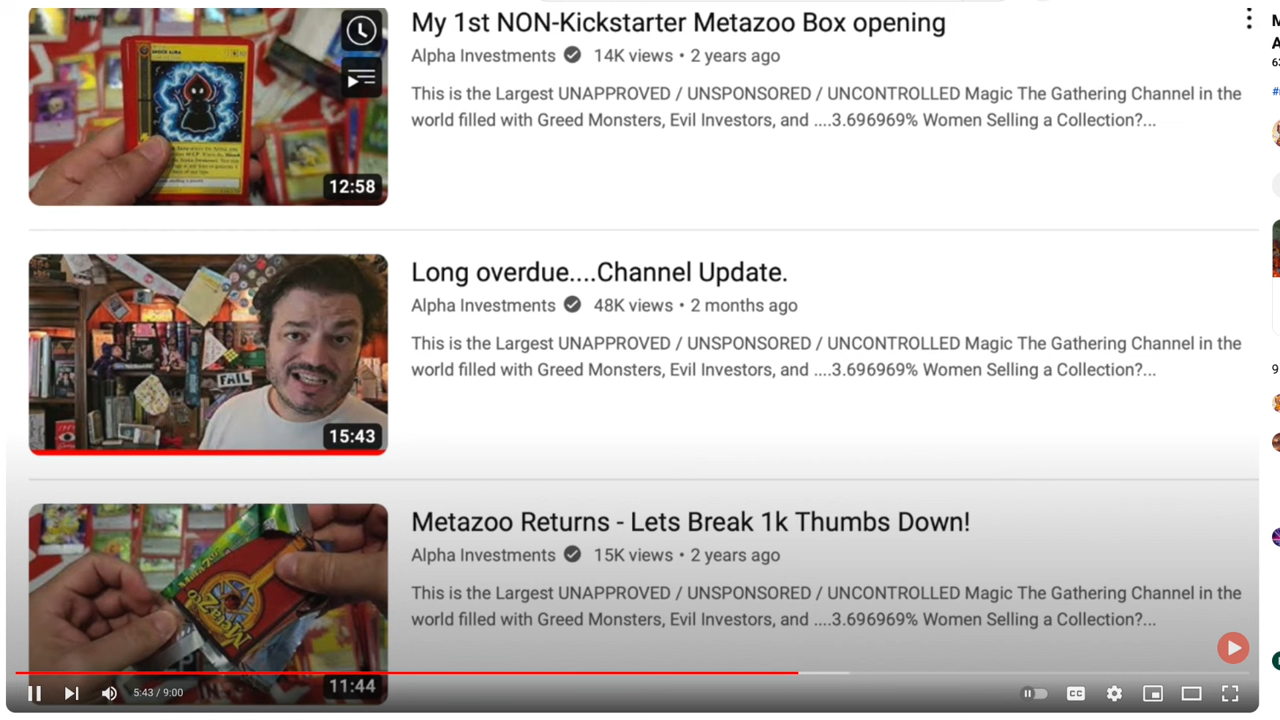 My 1st NON-Kickstarter Metazoo Box opening
Alpha Investments 14K views • 2 years ago
This is the Largest UNAPPROVED / UNSPONSORED / UNCONTROLLED Magic The Gathering Channel in the
world filled with Greed Monsters, Evil Investors, and ....3.696969% Women Selling a Collection?...
12:58
Long overdue....Channel Update.
Alpha Investments 48K views • 2 months ago
This is the Largest UNAPPROVED / UNSPONSORED / UNCONTROLLED Magic The Gathering Channel in the
world filled with Greed Monsters, Evil Investors, and ....3.696969% Women Selling a Collection?...
FAIL
15:43
Metazoo Returns - Lets Break 1k Thumbs Down!
Alpha Investments 15K views • 2 years ago
This is the Largest UNAPPROVED / UNSPONSORED / UNCONTROLLED Magic The Gathering Channel in the
world filled with Greed Monsters, Evil Investors, and ....3.696969% Women Selling a Collection?...
MetaZoo
11:44
5:43 / 9:00
CC